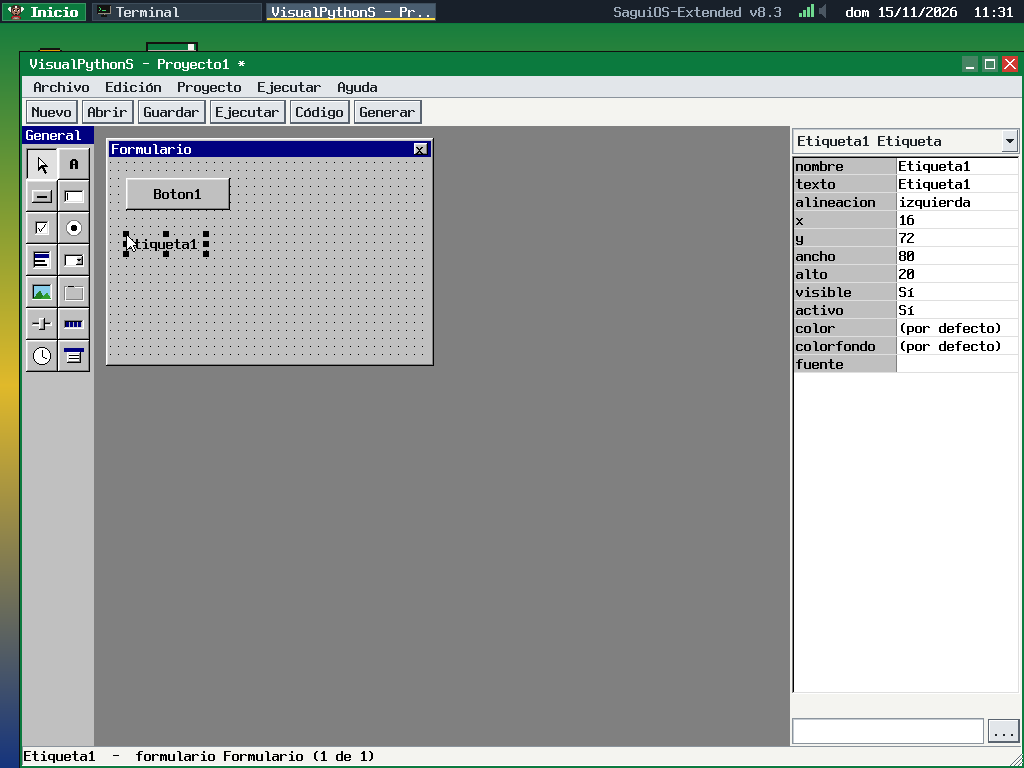 Inicio Terminal VisualPythonS - Pr.. SaguiOS-Extended v8.3 dom 15/11/2026 11:31
VisualPythonS - Proyecto1 *
Archivo Edición Proyecto Ejecutar Ayuda
Nuevo Abrir Guardar Ejecutar Código Generar
General
A
Formulario
Boton1
tiqueta1
Etiqueta1 Etiqueta
nombre Etiqueta1
texto Etiqueta1
alineacion izquierda
x 16
y 72
ancho 80
alto 20
visible Sí
activo Sí
color (por defecto)
colorfondo (por defecto)
fuente
...
Etiqueta1 - formulario Formulario (1 de 1)